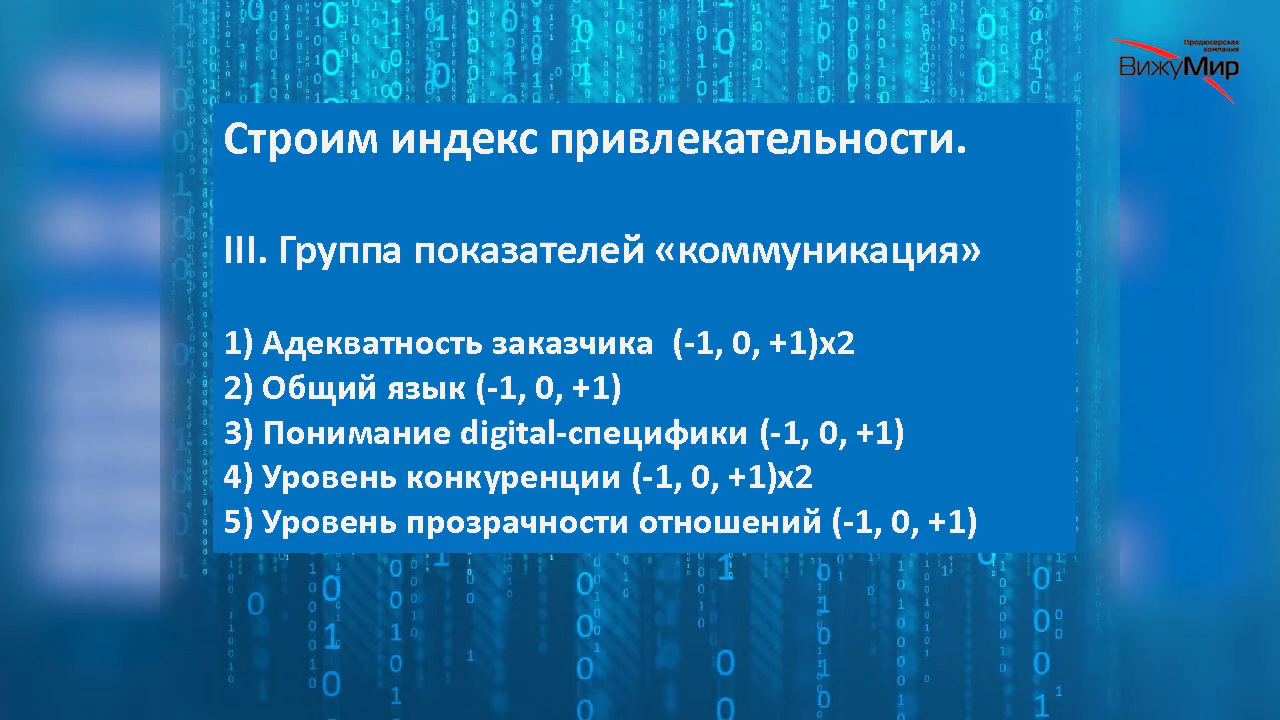 Продюсерская
компания
ВижуМир
Строим индекс привлекательности.
III. Группа показателей «коммуникация»
1) Адекватность заказчика (-1, 0, +1)х2
2) Общий язык (-1, 0, +1)
3) Понимание digital-специфики (-1, 0, +1)
4) Уровень конкуренции (-1, 0, +1)х2
5) Уровень прозрачности отношений (-1, 0, +1)